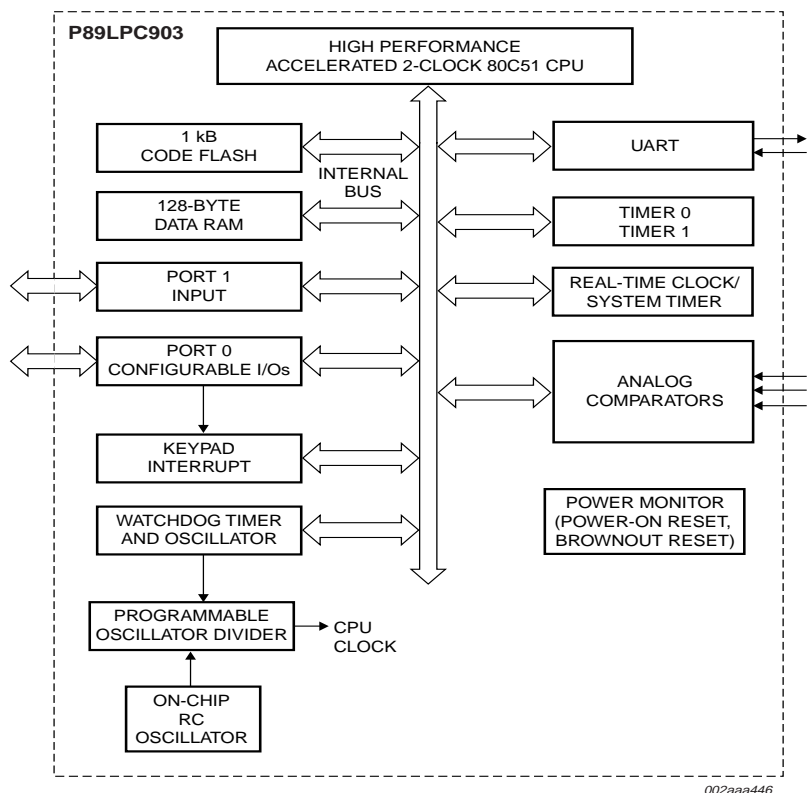 P89LPC903
HIGH PERFORMANCE
ACCELERATED 2-CLOCK 80C51 CPU
1 kB
CODE FLASH
INTERNAL
BUS
128-BYTE
DATA RAM
PORT 1
INPUT
PORT 0
CONFIGURABLE I/Os
KEYPAD
INTERRUPT
WATCHDOG TIMER
AND OSCILLATOR
PROGRAMMABLE
OSCILLATOR DIVIDER
CPU
CLOCK
ON-CHIP
RC
OSCILLATOR
UART
TIMER 0
TIMER 1
REAL-TIME CLOCK/
SYSTEM TIMER
ANALOG
COMPARATORS
POWER MONITOR
(POWER-ON RESET,
BROWNOUT RESET)
002aaa446